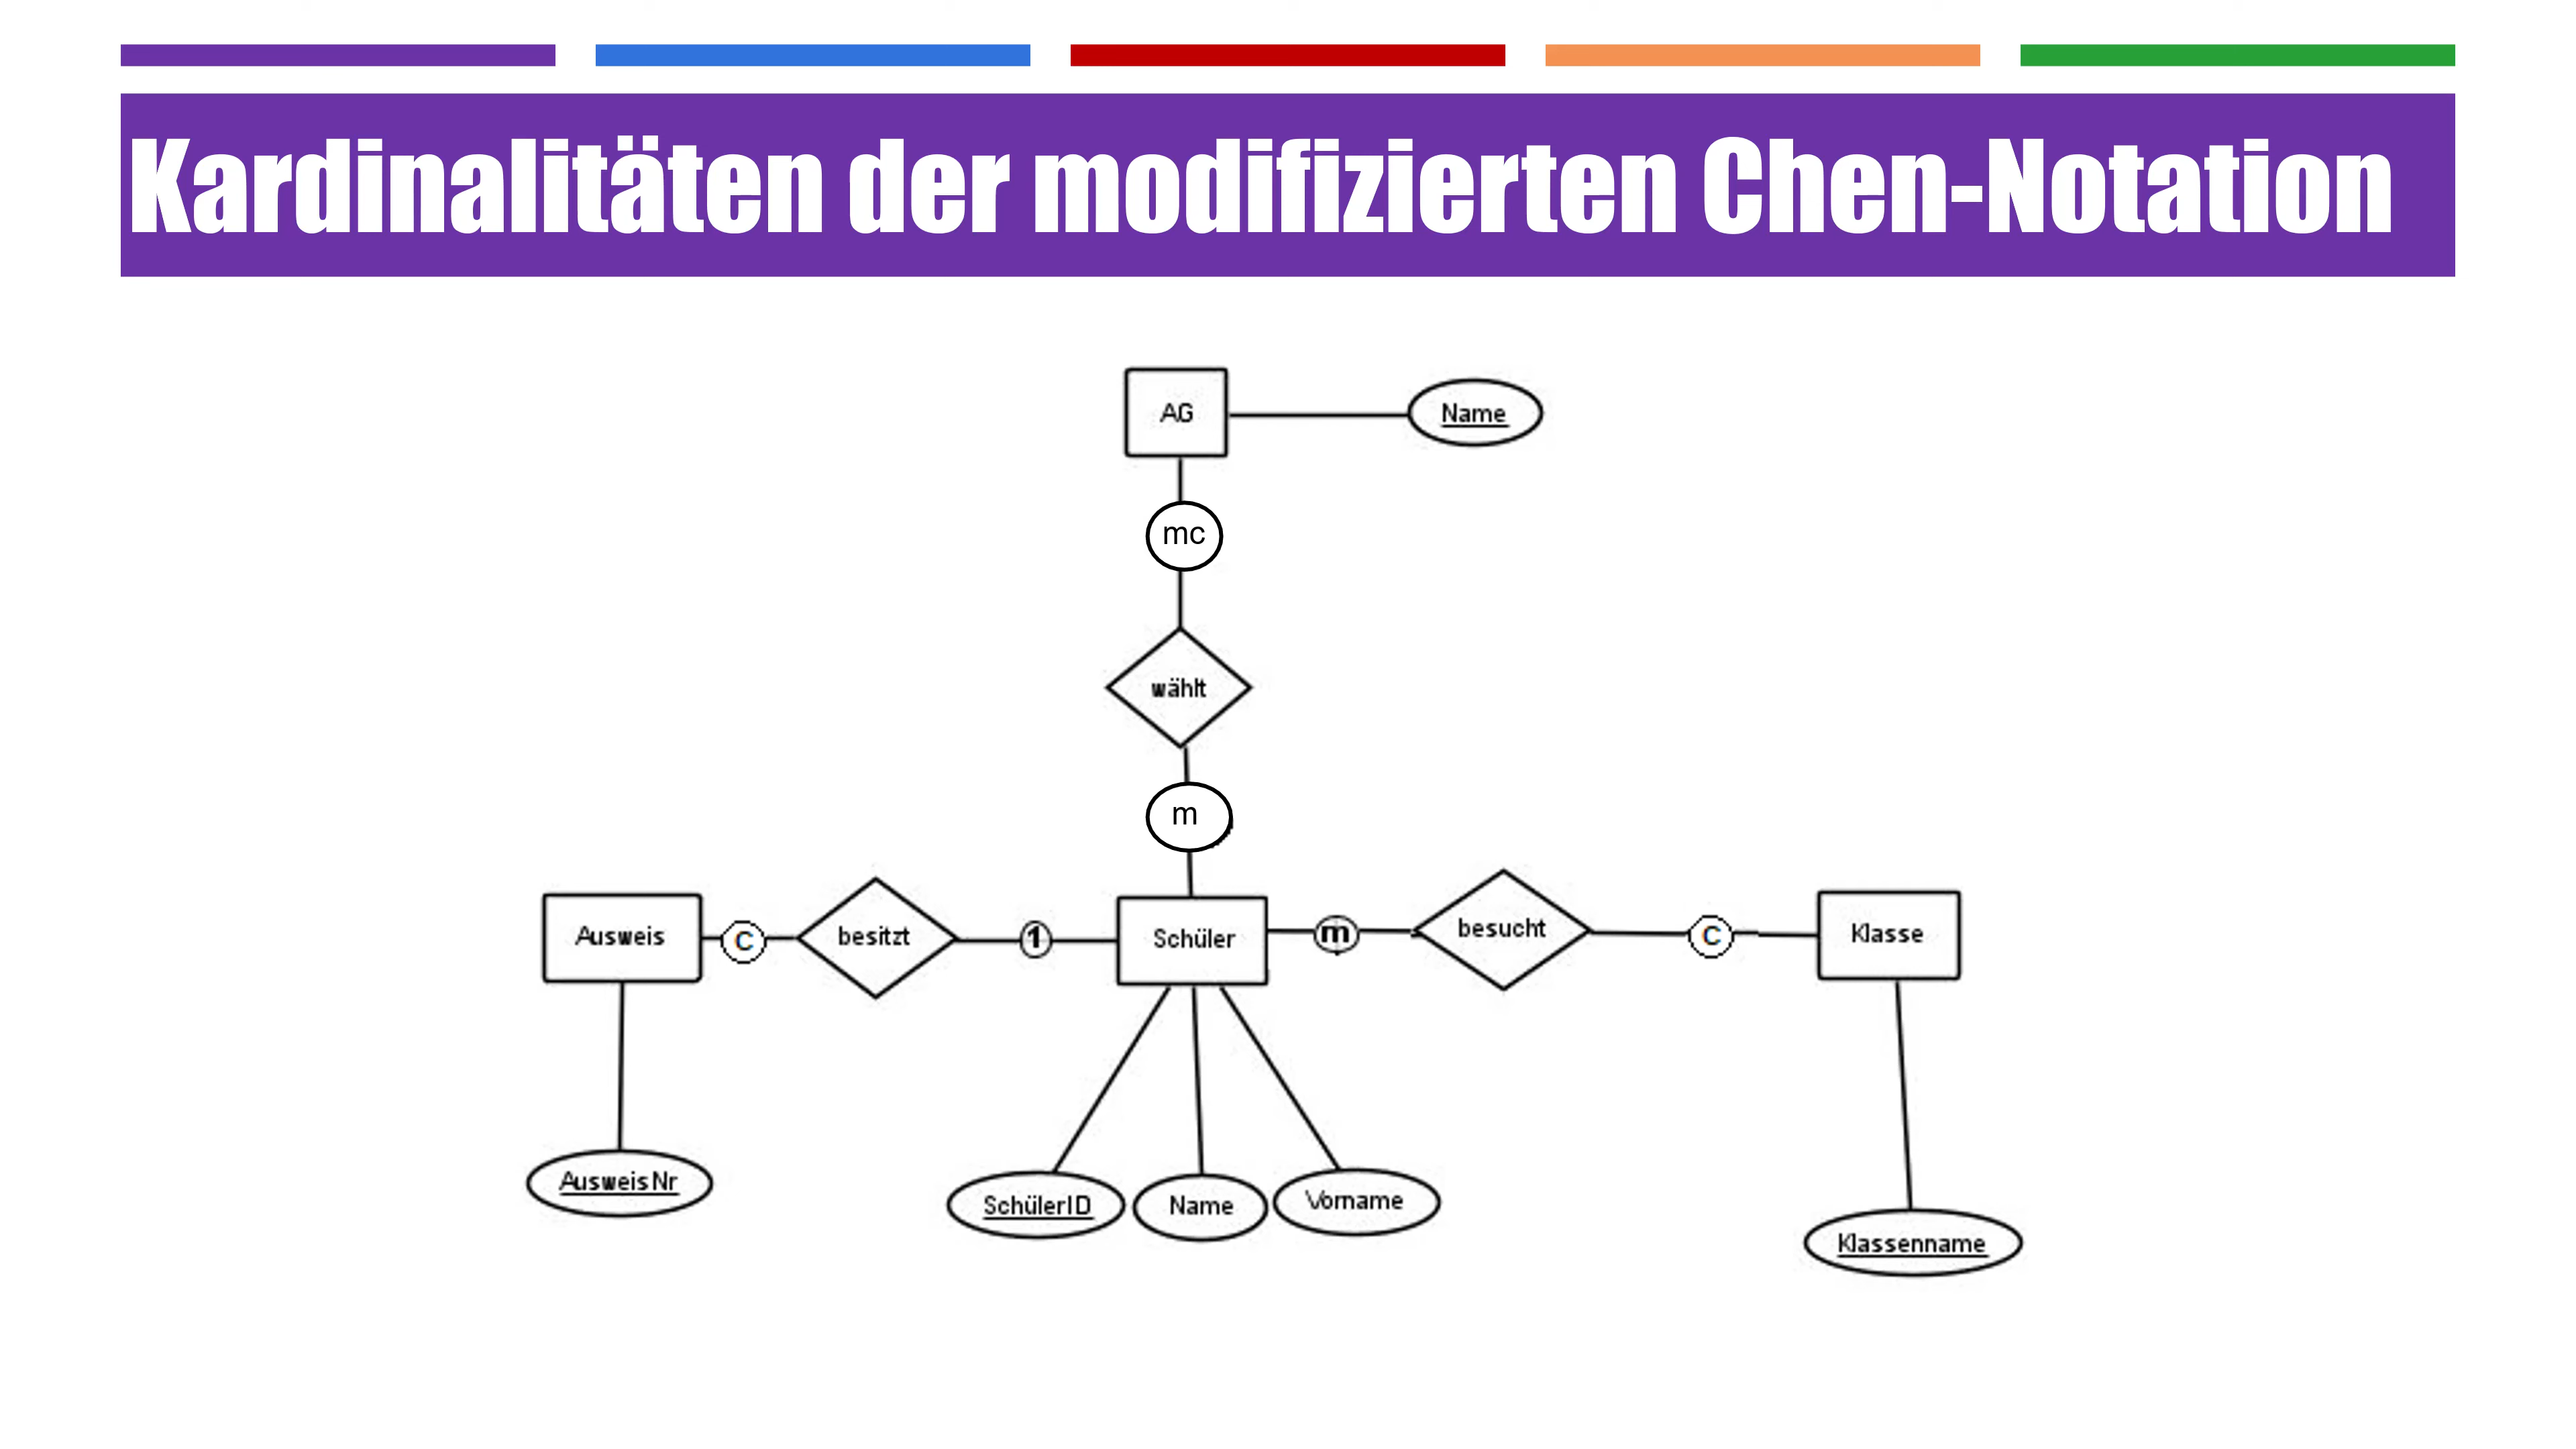 Kardinalitäten der modifizierten Chen-Notation
AG
Name
mc
wählt
m
Ausweis
C
besitzt
1
Schüler
m
besucht
C
Klasse
AusweisNr
SchülerID
Name
Vorname
Klassenname